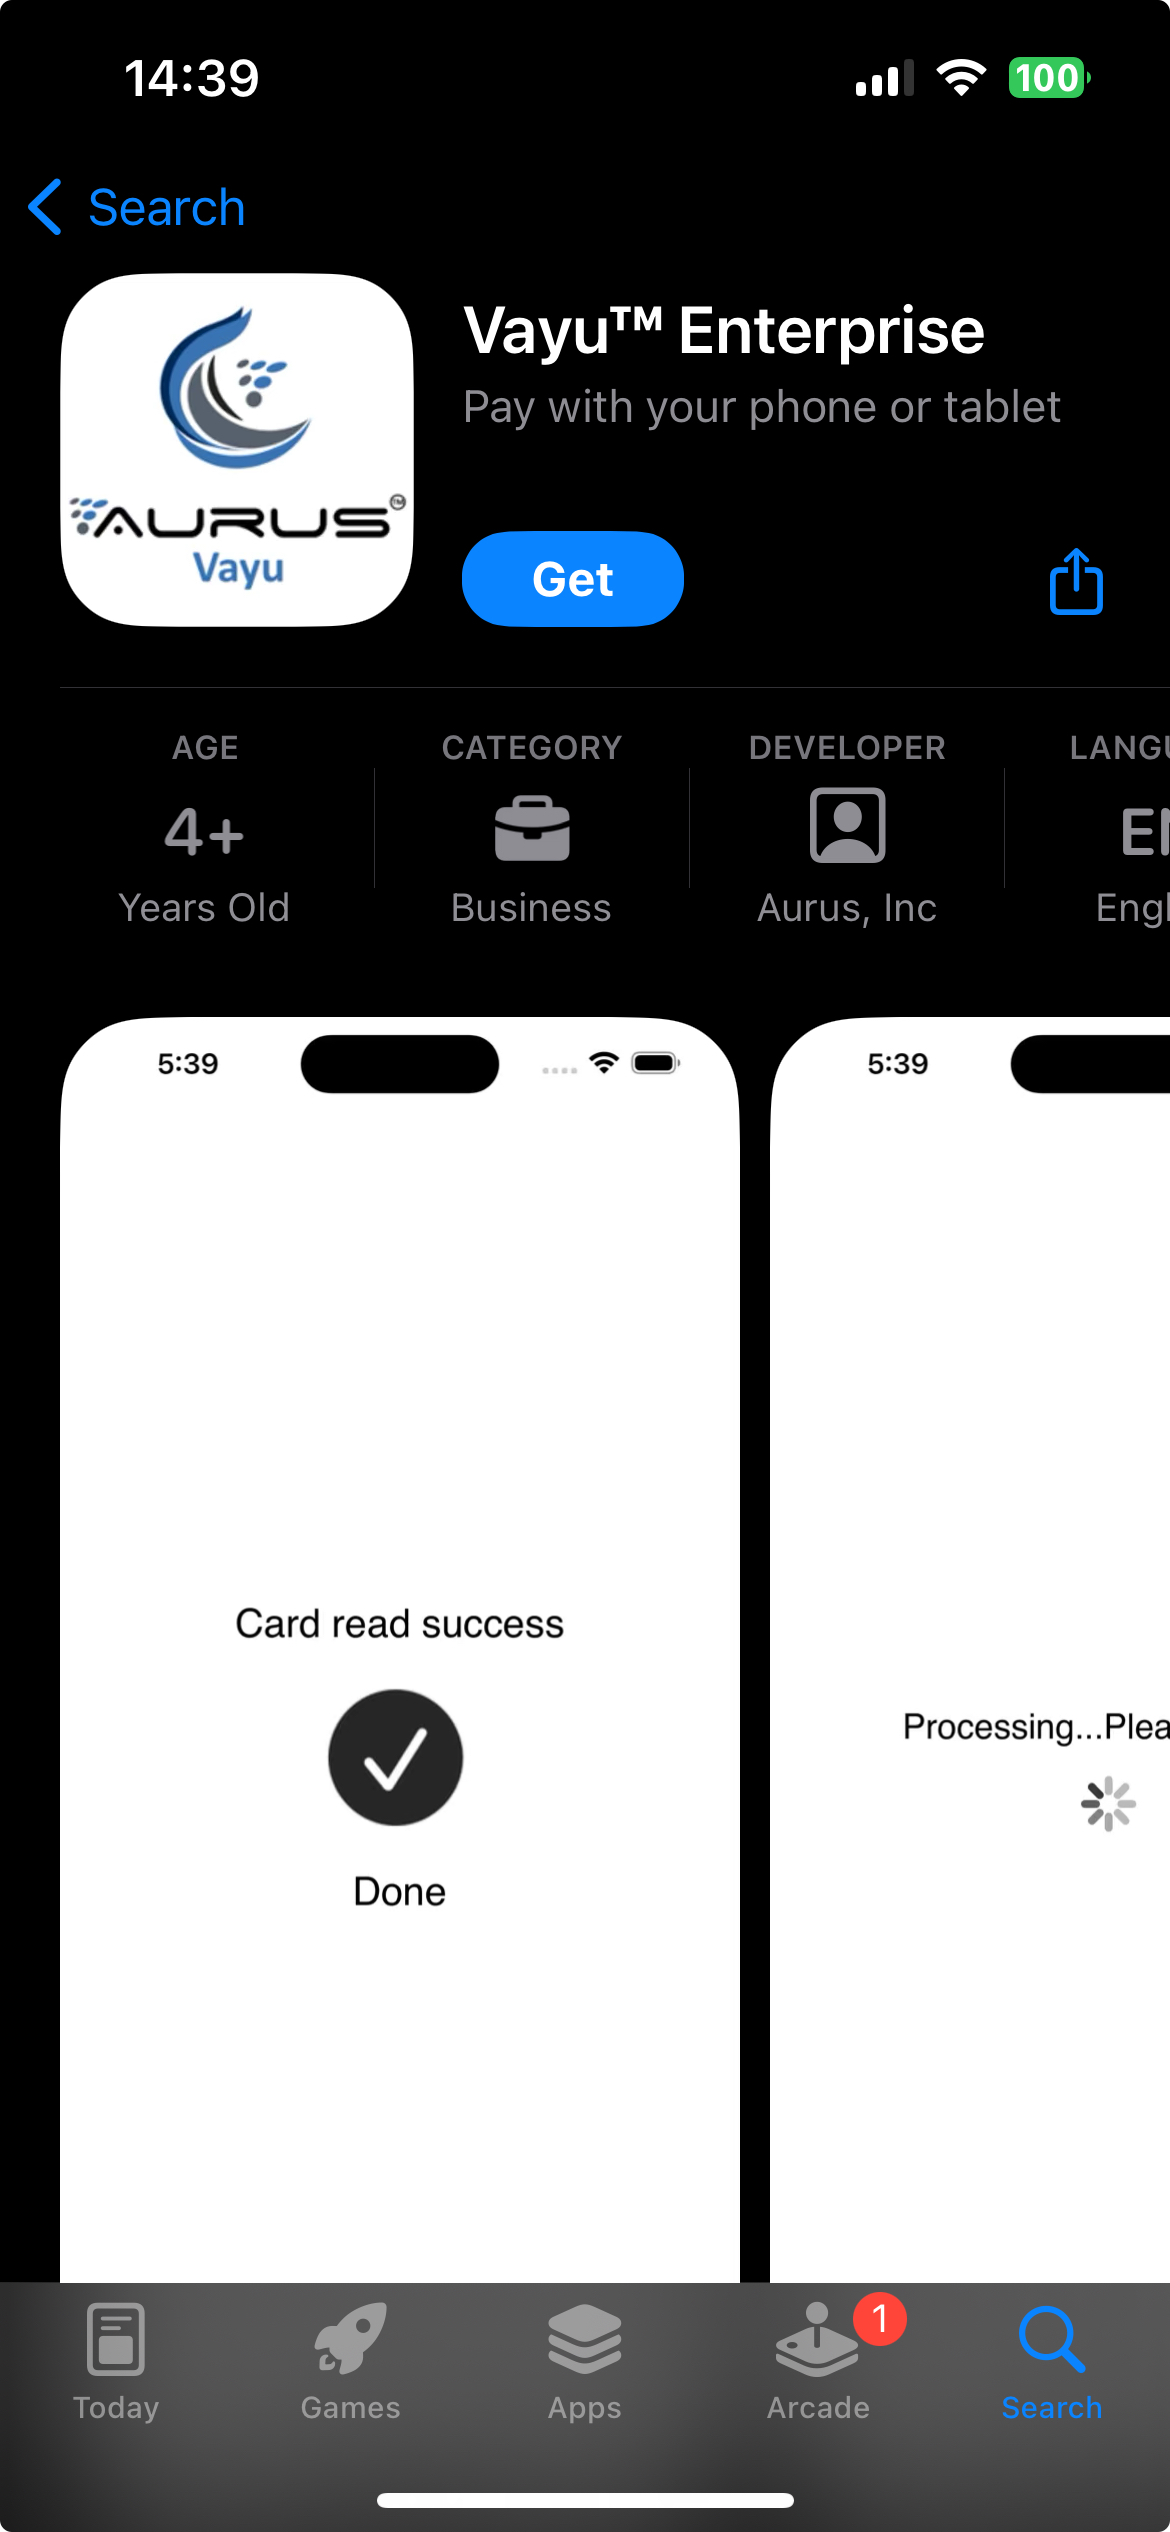 14:39
100
Search
Vayu™ Enterprise
Pay with your phone or tablet
AURUS
Vayu
Get
AGE
CATEGORY
DEVELOPER
LANGU
4+
EN
Years Old
Business
Aurus, Inc
Engl
5:39
5:39
Card read success
Processing...Plea
Done
1
Today
Games
Apps
Arcade
Search